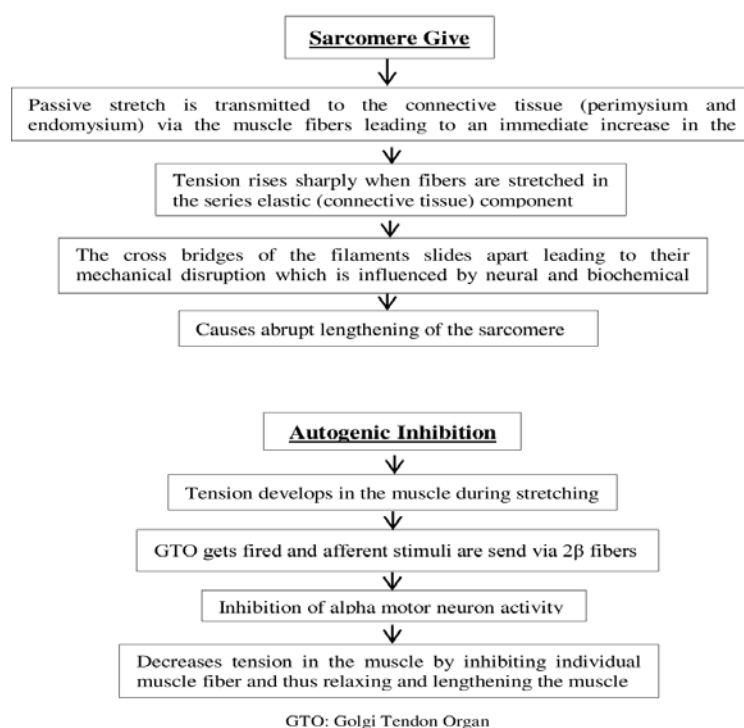 Sarcomere Give
Passive stretch is transmitted to the connective tissue (perimysium and
endomysium) via the muscle fibers leading to an immediate increase in the
Tension rises sharply when fibers are stretched in
the series elastic (connective tissue) component
The cross bridges of the filaments slides apart leading to their
mechanical disruption which is influenced by neural and biochemical
Causes abrupt lengthening of the sarcomere
Autogenic Inhibition
Tension develops in the muscle during stretching
GTO gets fired and afferent stimuli are send via 2β fibers
Inhibition of alpha motor neuron activity
Decreases tension in the muscle by inhibiting individual
muscle fiber and thus relaxing and lengthening the muscle
GTO: Golgi Tendon Organ